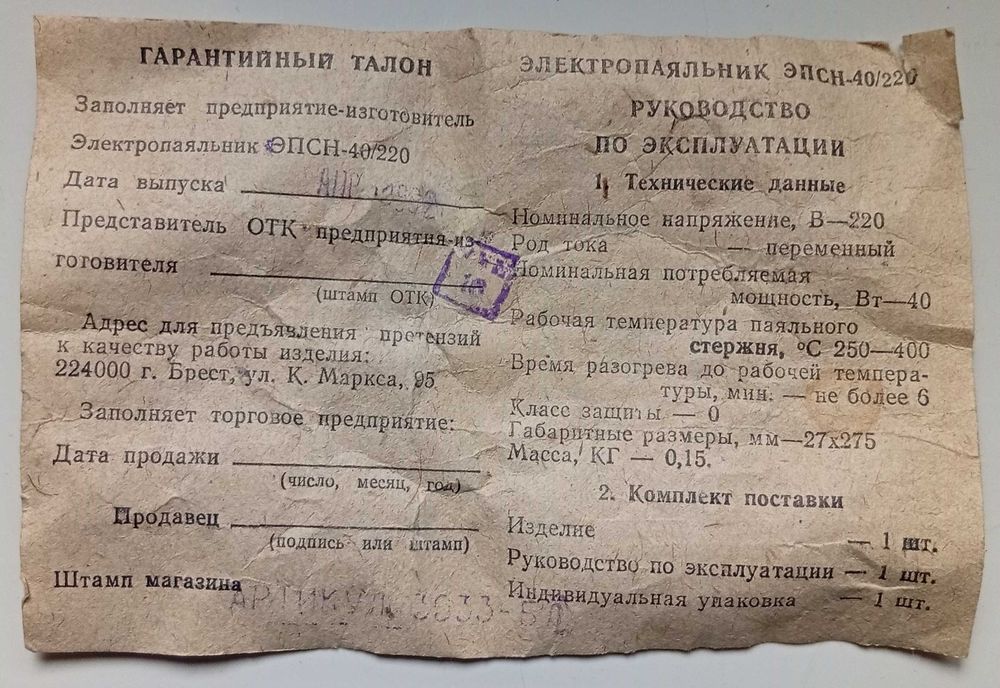 ГАРАНТИЙНЫЙ ТАЛОН
Заполняет предприятие-изготовитель
Электропаяльник ЭПСН-40/220
Дата выпуска
Представитель ОТК предприятия-из-
готовителя
(штамп ОТК)
Адрес для предъявления претензий
к качеству работы изделия:
224000 г. Брест, ул. К. Маркса, 95
Заполняет торговое предприятие:
Дата продажи
(число, месяц, год)
Продавец
(подпись или штамп)
Штамп магазина
АРТИКУЛ
ЭЛЕКТРОПАЯЛЬНИК ЭПСН-40/220
РУКОВОДСТВО
ПО ЭКСПЛУАТАЦИИ
1. Технические данные
Номинальное напряжение, В—220
Род тока — переменный
Номинальная потребляемая
мощность, Вт—40
Рабочая температура паяльного
стержня, °С 250—400
Время разогрева до рабочей темпера-
туры, мин. — не более 6
Класс защиты — 0
Габаритные размеры, мм—27х275
Масса, КГ — 0,15.
2. Комплект поставки
Изделие — 1 шт.
Руководство по эксплуатации — 1 шт.
Индивидуальная упаковка — 1 шт.